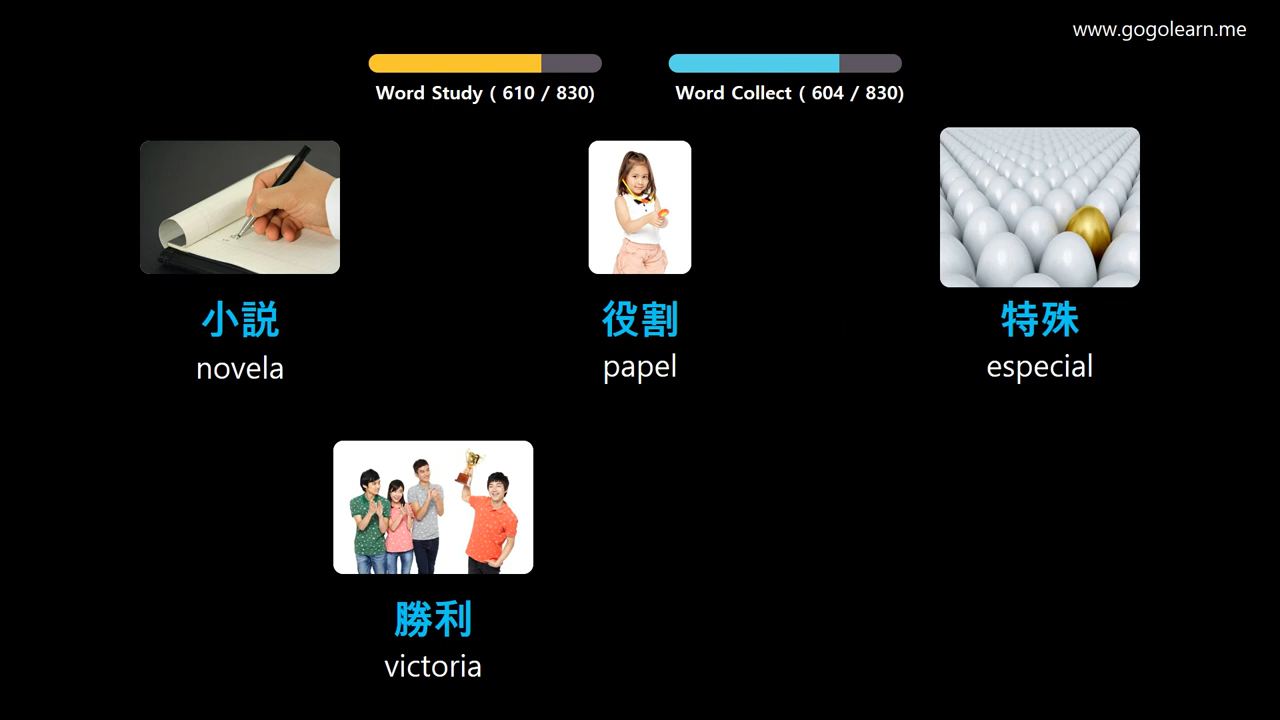 www.gogolearn.me
Word Study ( 610 / 830)
Word Collect ( 604 / 830)
小説
novela
役割
papel
特殊
especial
勝利
victoria